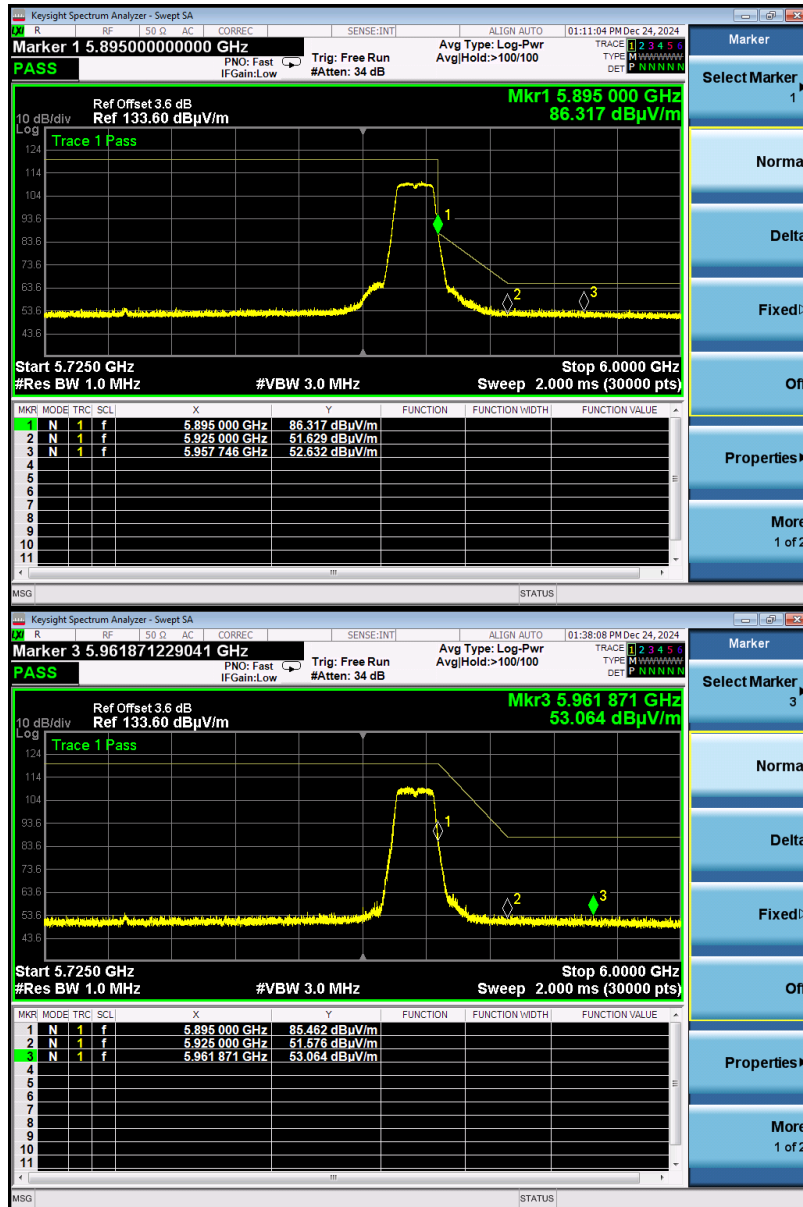 Keysight Spectrum Analyzer - Swept SA
LXI R RF 50 Ω AC CORREC SENSE:INT ALIGN AUTO 01:11:04 PM Dec 24, 2024
Marker 1 5.895000000000 GHz
PASS
PNO: Fast
IFGain:Low
Trig: Free Run
#Atten: 34 dB
Avg Type: Log-Pwr
Avg|Hold:>100/100
TRACE 1 2 3 4 5 6
TYPE M WWWWW
DET P N N N N N
Mkr1 5.895 000 GHz
86.317 dBµV/m
Ref Offset 3.6 dB
10 dB/div Ref 133.60 dBµV/m
Log
Trace 1 Pass
124
114
104
93.6
83.6
73.6
63.6
53.6
43.6
1
2
3
Start 5.7250 GHz Stop 6.0000 GHz
#Res BW 1.0 MHz #VBW 3.0 MHz Sweep 2.000 ms (30000 pts)
MKR MODE TRC SCL X Y FUNCTION FUNCTION WIDTH FUNCTION VALUE
1 N 1 f 5.895 000 GHz 86.317 dBµV/m
2 N 1 f 5.925 000 GHz 51.629 dBµV/m
3 N 1 f 5.957 746 GHz 52.632 dBµV/m
4
5
6
7
8
9
10
11
MSG STATUS
Marker
Select Marker
1
Norma
Delta
Fixed
Off
Properties
More
1 of 2
Keysight Spectrum Analyzer - Swept SA
LXI R RF 50 Ω AC CORREC SENSE:INT ALIGN AUTO 01:38:08 PM Dec 24, 2024
Marker 3 5.961871229041 GHz
PASS
PNO: Fast
IFGain:Low
Trig: Free Run
#Atten: 34 dB
Avg Type: Log-Pwr
Avg|Hold:>100/100
TRACE 1 2 3 4 5 6
TYPE M WWWWW
DET P N N N N N
Mkr3 5.961 871 GHz
53.064 dBµV/m
Ref Offset 3.6 dB
10 dB/div Ref 133.60 dBµV/m
Log
Trace 1 Pass
124
114
104
93.6
83.6
73.6
63.6
53.6
43.6
1
2
3
Start 5.7250 GHz Stop 6.0000 GHz
#Res BW 1.0 MHz #VBW 3.0 MHz Sweep 2.000 ms (30000 pts)
MKR MODE TRC SCL X Y FUNCTION FUNCTION WIDTH FUNCTION VALUE
1 N 1 f 5.895 000 GHz 85.462 dBµV/m
2 N 1 f 5.925 000 GHz 51.576 dBµV/m
3 N 1 f 5.961 871 GHz 53.064 dBµV/m
4
5
6
7
8
9
10
11
MSG STATUS
Marker
Select Marker
3
Norma
Delta
Fixed
Off
Properties
More
1 of 2